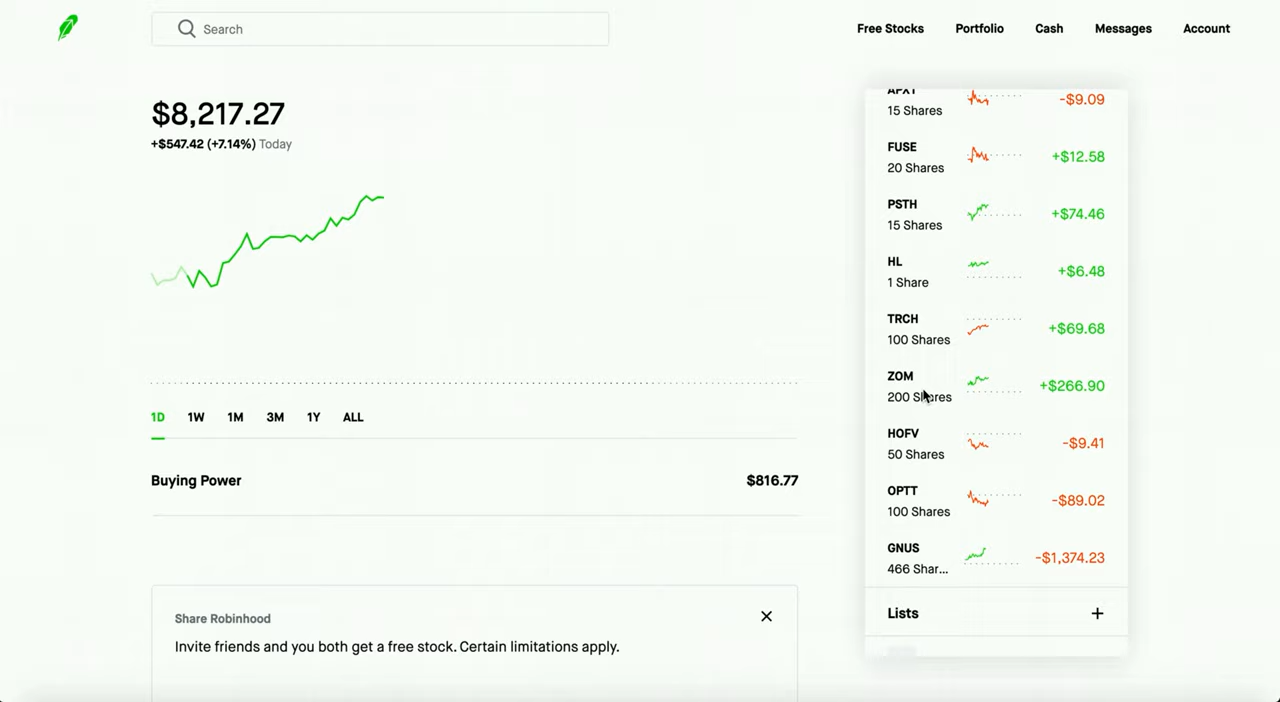 Search
Free Stocks
Portfolio
Cash
Messages
Account
$8,217.27
+$547.42 (+7.14%) Today
1D
1W
1M
3M
1Y
ALL
Buying Power
$816.77
Share Robinhood
Invite friends and you both get a free stock. Certain limitations apply.
-$9.09
15 Shares
FUSE
20 Shares
+$12.58
PSTH
15 Shares
+$74.46
HL
1 Share
+$6.48
TRCH
100 Shares
+$69.68
ZOM
200 Shares
+$266.90
HOFV
50 Shares
-$9.41
OPTT
100 Shares
-$89.02
GNUS
466 Shar...
-$1,374.23
Lists